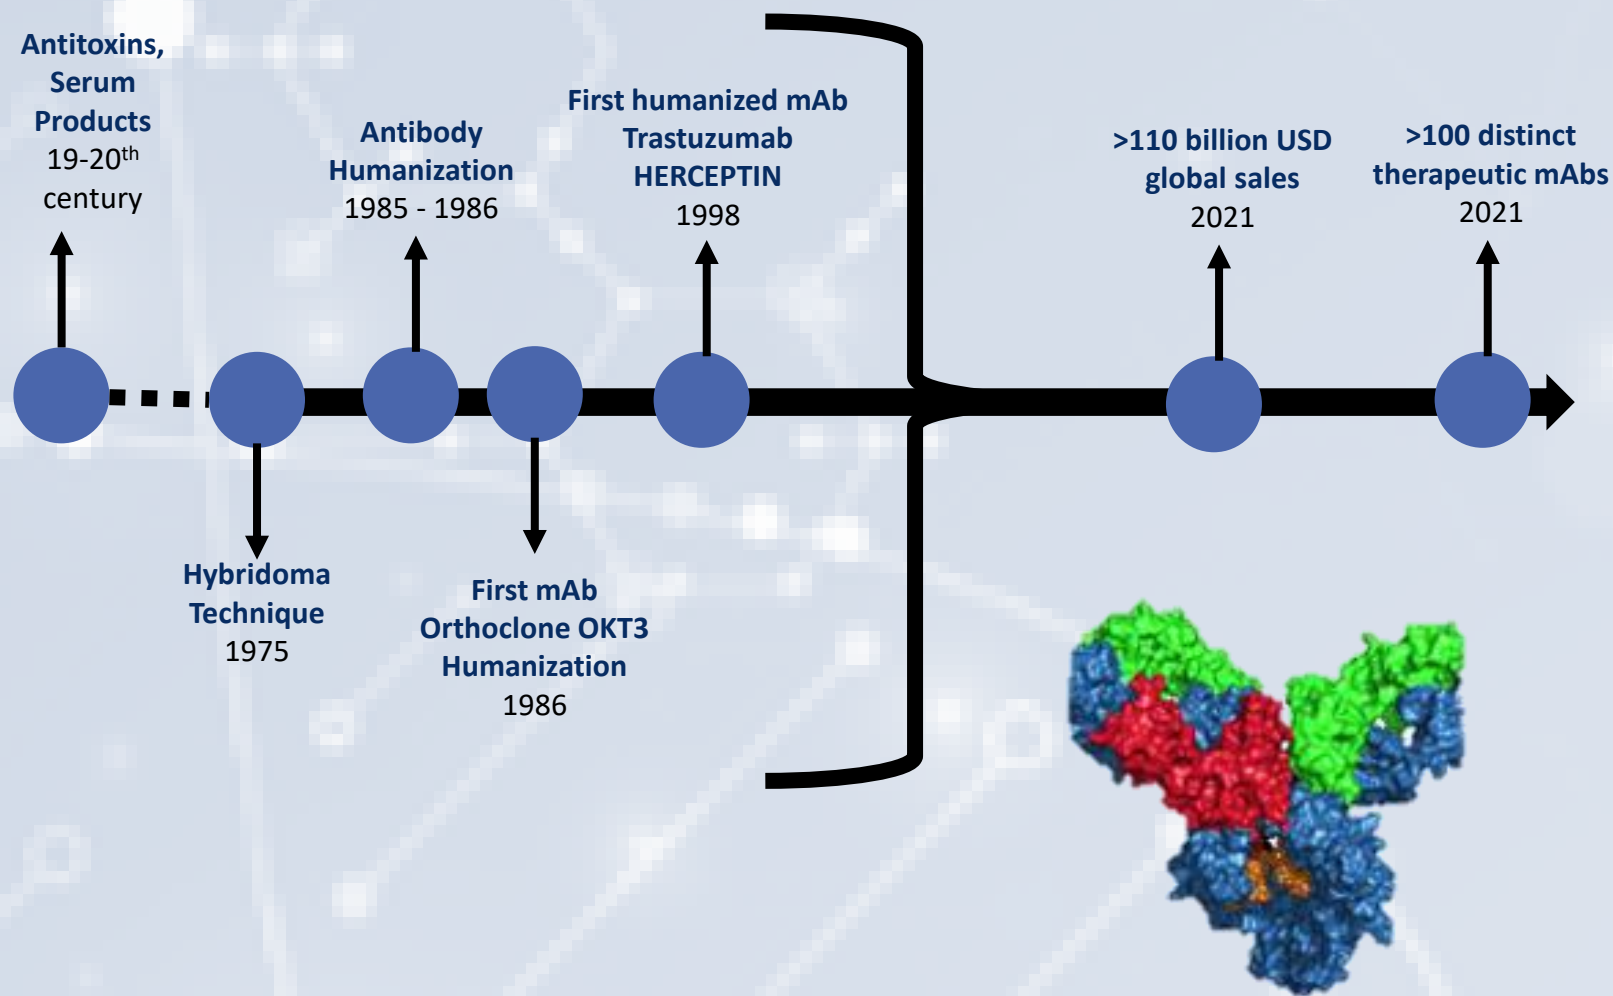 Antitoxins,
Serum
Products
19-20th
century
Hybridoma
Technique
1975
Antibody
Humanization
1985 - 1986
First mAb
Orthoclone OKT3
Humanization
1986
First humanized mAb
Trastuzumab
HERCEPTIN
1998
>110 billion USD
global sales
2021
>100 distinct
therapeutic mAbs
2021